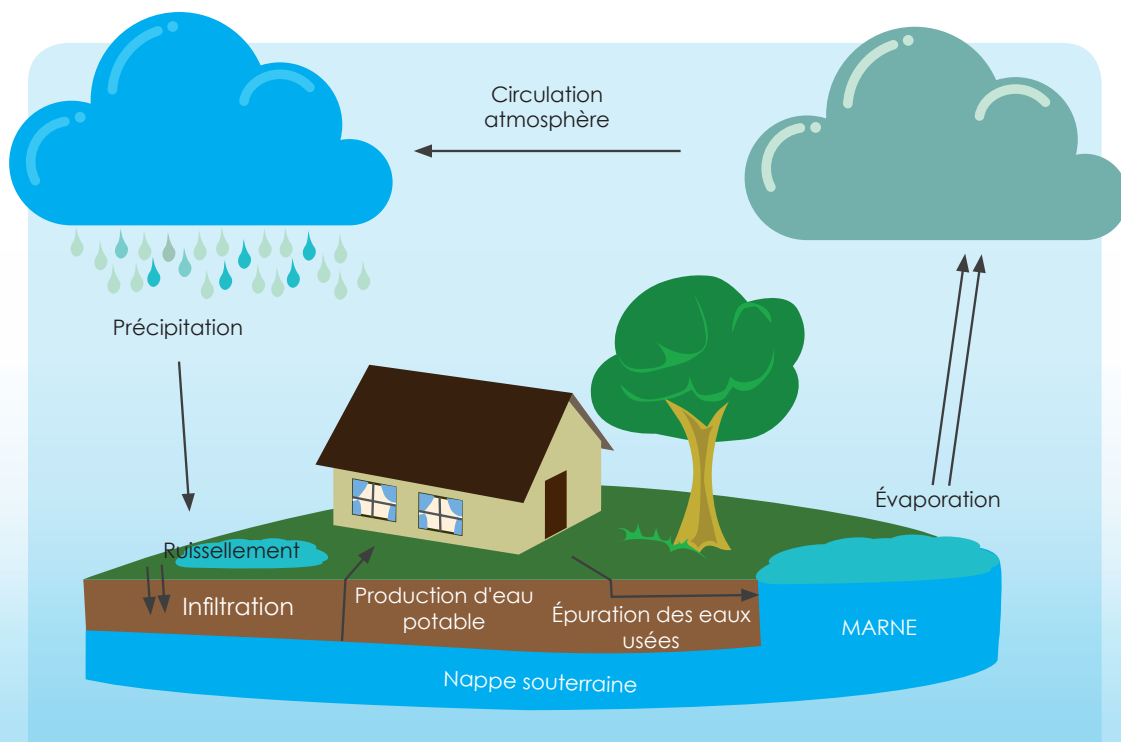 Circulation
atmosphère
Précipitation
Évaporation
Ruissellement
Infiltration
Production d'eau
potable
Épuration des eaux
usées
MARNE
Nappe souterraine